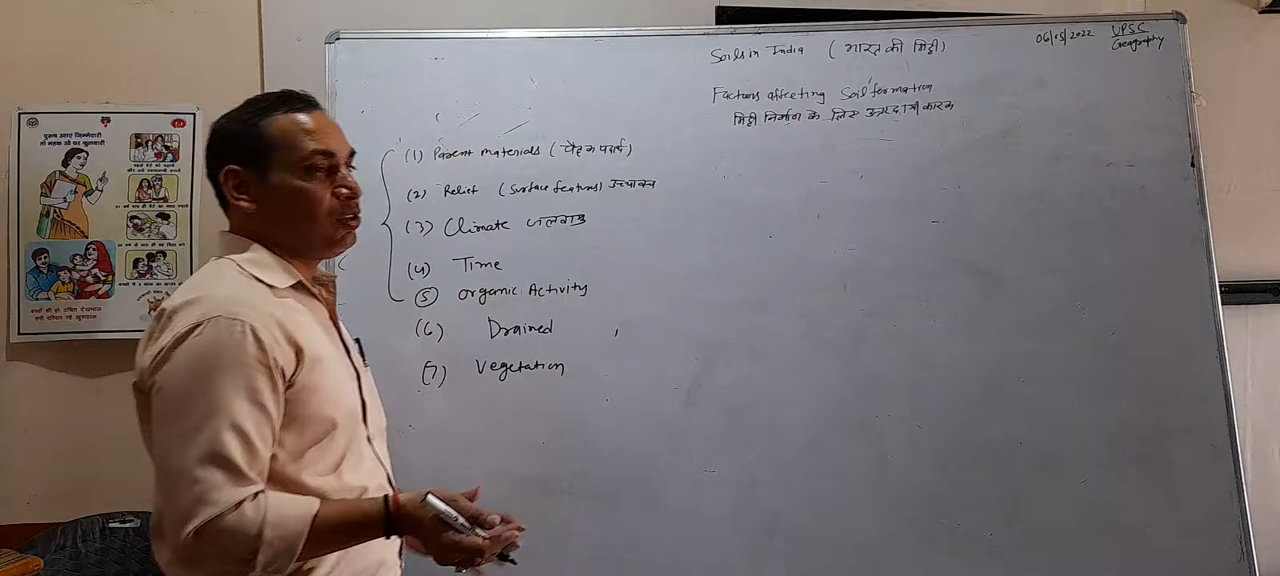 06/05/2022 UPSC
Geography
Soils in India (भारत की मिट्टी)
Factors affecting Soil formation
मिट्टी निर्माण के लिए उत्तरदायी कारक
(1) Parent materials (पैतृक पदार्थ)
(2) Relief (Surface features) उच्चावच
(3) Climate जलवायु
(4) Time
(5) Organic Activity
(6) Drained
(7) Vegetation
पुरुष उठाएं जिम्मेदारी